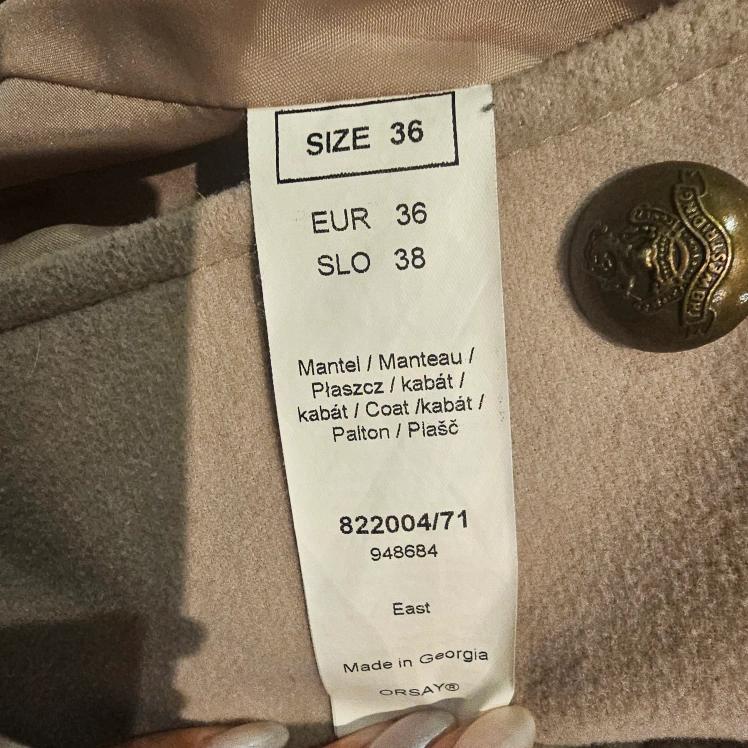 SIZE 36
EUR 36
SLO 38
Mantel / Manteau /
Płaszcz / kabát /
kabát / Coat /kabát /
Palton / Plašč
822004/71
948684
East
Made in Georgia
ORSAY®